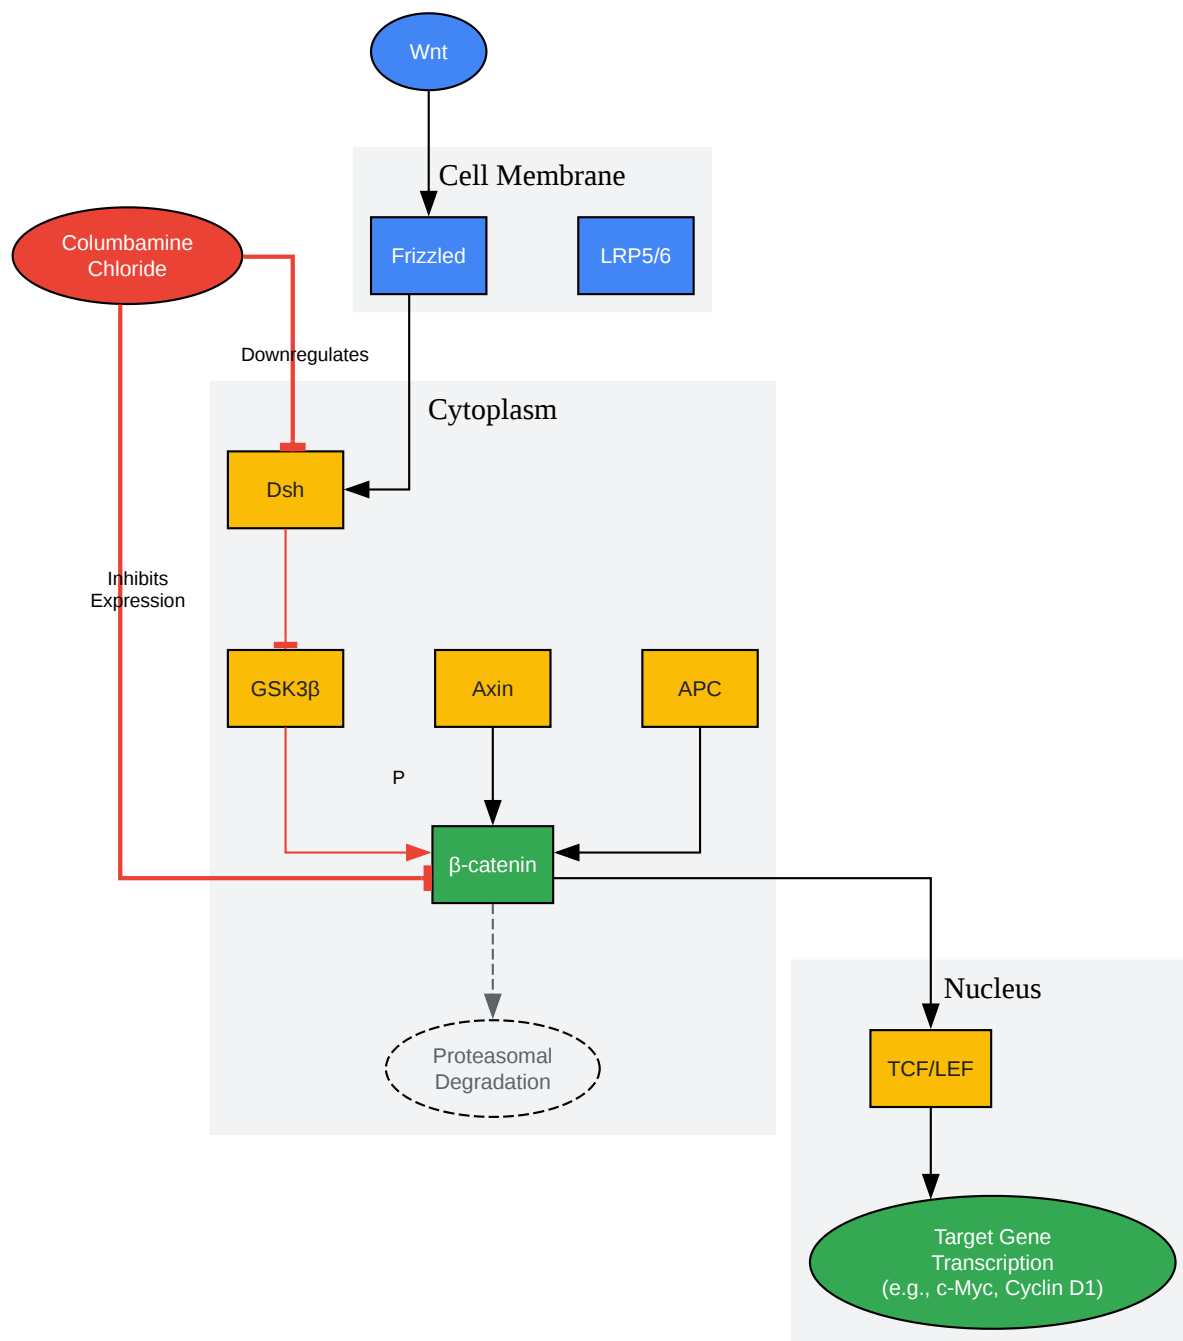 Wnt
Cell Membrane
Columbamine
Chloride
Frizzled
LRP5/6
Downregulates
Cytoplasm
Dsh
Inhibits
Expression
GSK3β
Axin
APC
P
β-catenin
Nucleus
Proteasomal
Degradation
TCF/LEF
Target Gene
Transcription
(e.g., c-Myc, Cyclin D1)